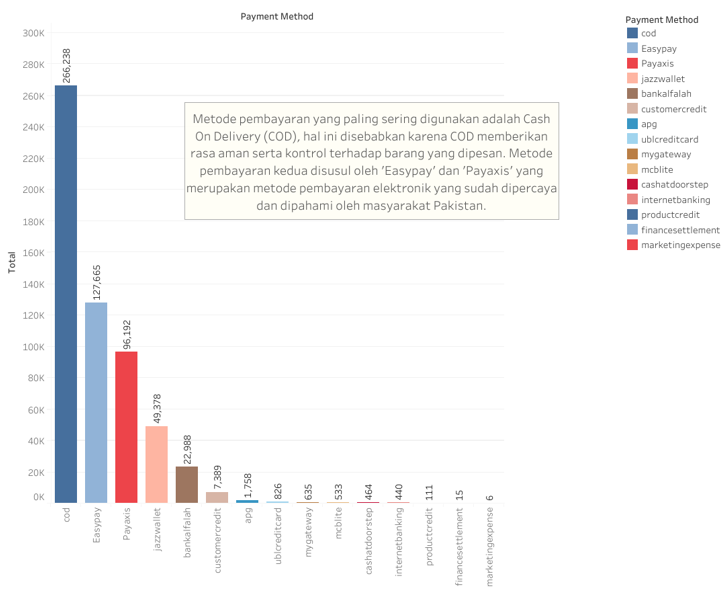 Payment Method
300K
280K
260K
240K
220K
200K
180K
160K
140K
120K
100K
80K
60K
40K
20K
0K
Total
266,238
127,665
96,192
49,378
22,988
7,389
1,758
826
635
533
464
440
111
15
6
Metode pembayaran yang paling sering digunakan adalah Cash
On Delivery (COD), hal ini disebabkan karena COD memberikan
rasa aman serta kontrol terhadap barang yang dipesan. Metode
pembayaran kedua disusul oleh ’Easypay’ dan ’Payaxis’ yang
merupakan metode pembayaran elektronik yang sudah dipercaya
dan dipahami oleh masyarakat Pakistan.
cod
Easypay
Payaxis
jazzwallet
bankalfalah
customercredit
apg
ublcreditcard
mygateway
mcblite
cashatdoorstep
internetbanking
productcredit
financesettlement
marketingexpense
Payment Method
cod
Easypay
Payaxis
jazzwallet
bankalfalah
customercredit
apg
ublcreditcard
mygateway
mcblite
cashatdoorstep
internetbanking
productcredit
financesettlement
marketingexpense